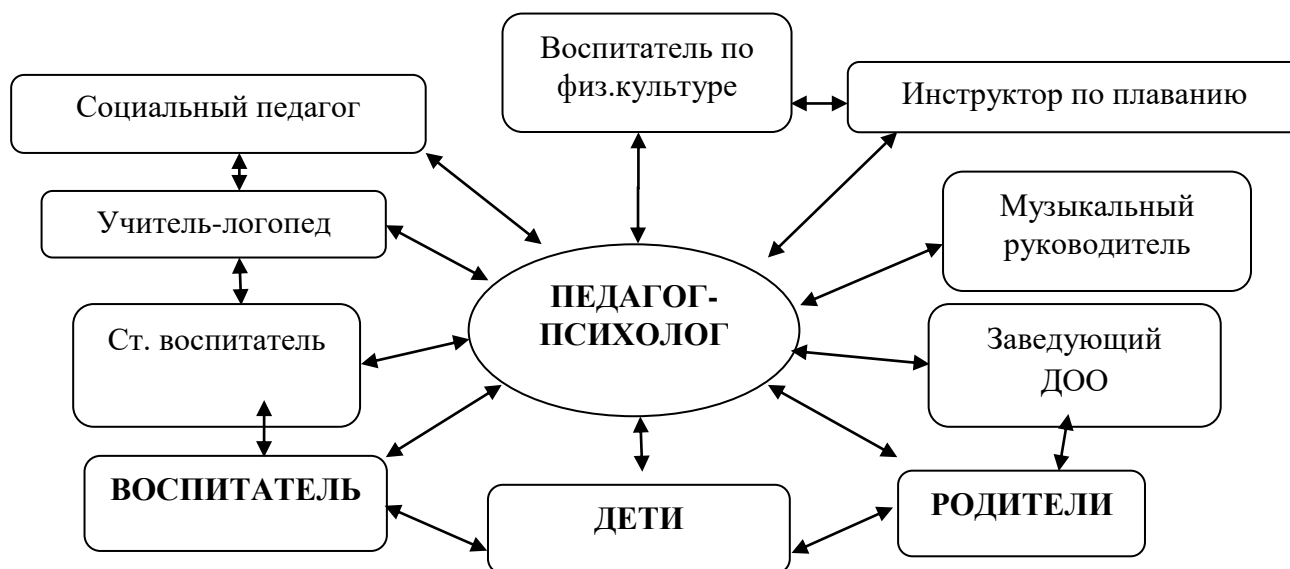 Воспитатель по
физ.культуре
Социальный педагог
Инструктор по плаванию
Учитель-логопед
Музыкальный
руководитель
ПЕДАГОГ-
ПСИХОЛОГ
Ст. воспитатель
Заведующий
ДОО
ВОСПИТАТЕЛЬ
ДЕТИ
РОДИТЕЛИ